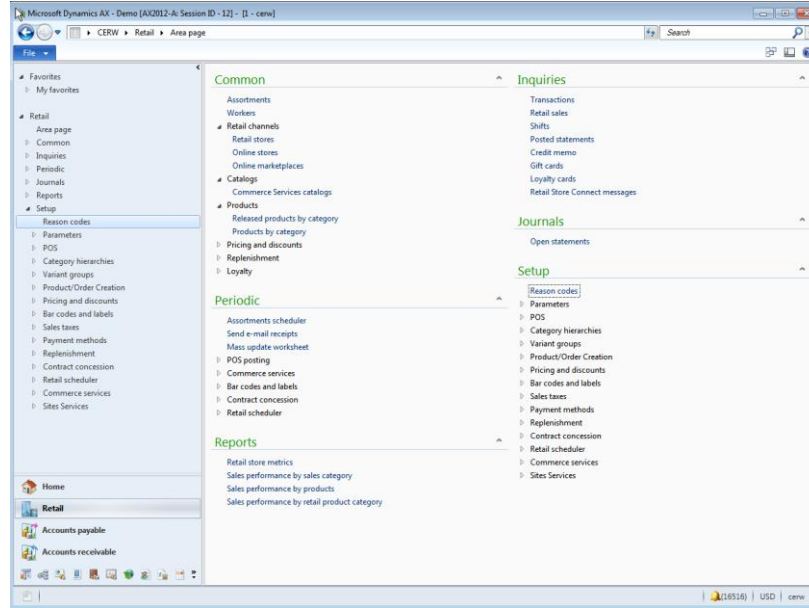 Microsoft Dynamics AX - Demo [AX2012-A: Session ID - 12] - [1 - cerw]
CERW Retail Area page
Search
File
Favorites
My favorites
Retail
Area page
Common
Inquiries
Periodic
Journals
Reports
Setup
Reason codes
Parameters
POS
Category hierarchies
Variant groups
Product/Order Creation
Pricing and discounts
Bar codes and labels
Sales taxes
Payment methods
Replenishment
Contract concession
Retail scheduler
Commerce services
Sites Services
Home
Retail
Accounts payable
Accounts receivable
Common
Assortments
Workers
Retail channels
Retail stores
Online stores
Online marketplaces
Catalogs
Commerce Services catalogs
Products
Released products by category
Products by category
Pricing and discounts
Replenishment
Loyalty
Periodic
Assortments scheduler
Send e-mail receipts
Mass update worksheet
POS posting
Commerce services
Bar codes and labels
Contract concession
Retail scheduler
Reports
Retail store metrics
Sales performance by sales category
Sales performance by products
Sales performance by retail product category
Inquiries
Transactions
Retail sales
Shifts
Posted statements
Credit memo
Gift cards
Loyalty cards
Retail Store Connect messages
Journals
Open statements
Setup
Reason codes
Parameters
POS
Category hierarchies
Variant groups
Product/Order Creation
Pricing and discounts
Bar codes and labels
Sales taxes
Payment methods
Replenishment
Contract concession
Retail scheduler
Commerce services
Sites Services
(16516) USD cerw